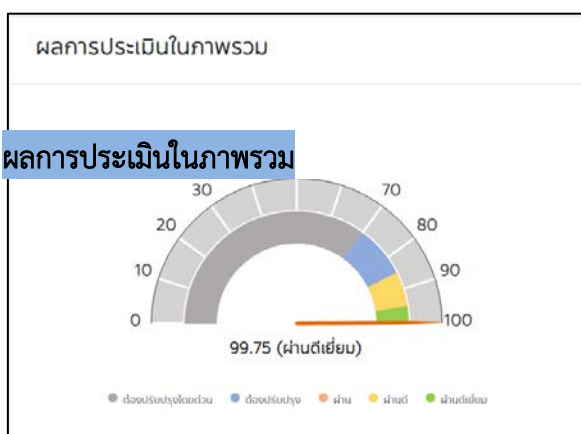 ผลการประเมินในภาพรวม
ผลการประเมินในภาพรวม
30 70
20 80
10 90
0 100
99.75 (ผ่านดีเยี่ยม)
ต้องปรับปรุงโดยด่วน ต้องปรับปรุง ผ่าน ผ่านดี ผ่านดีเยี่ยม